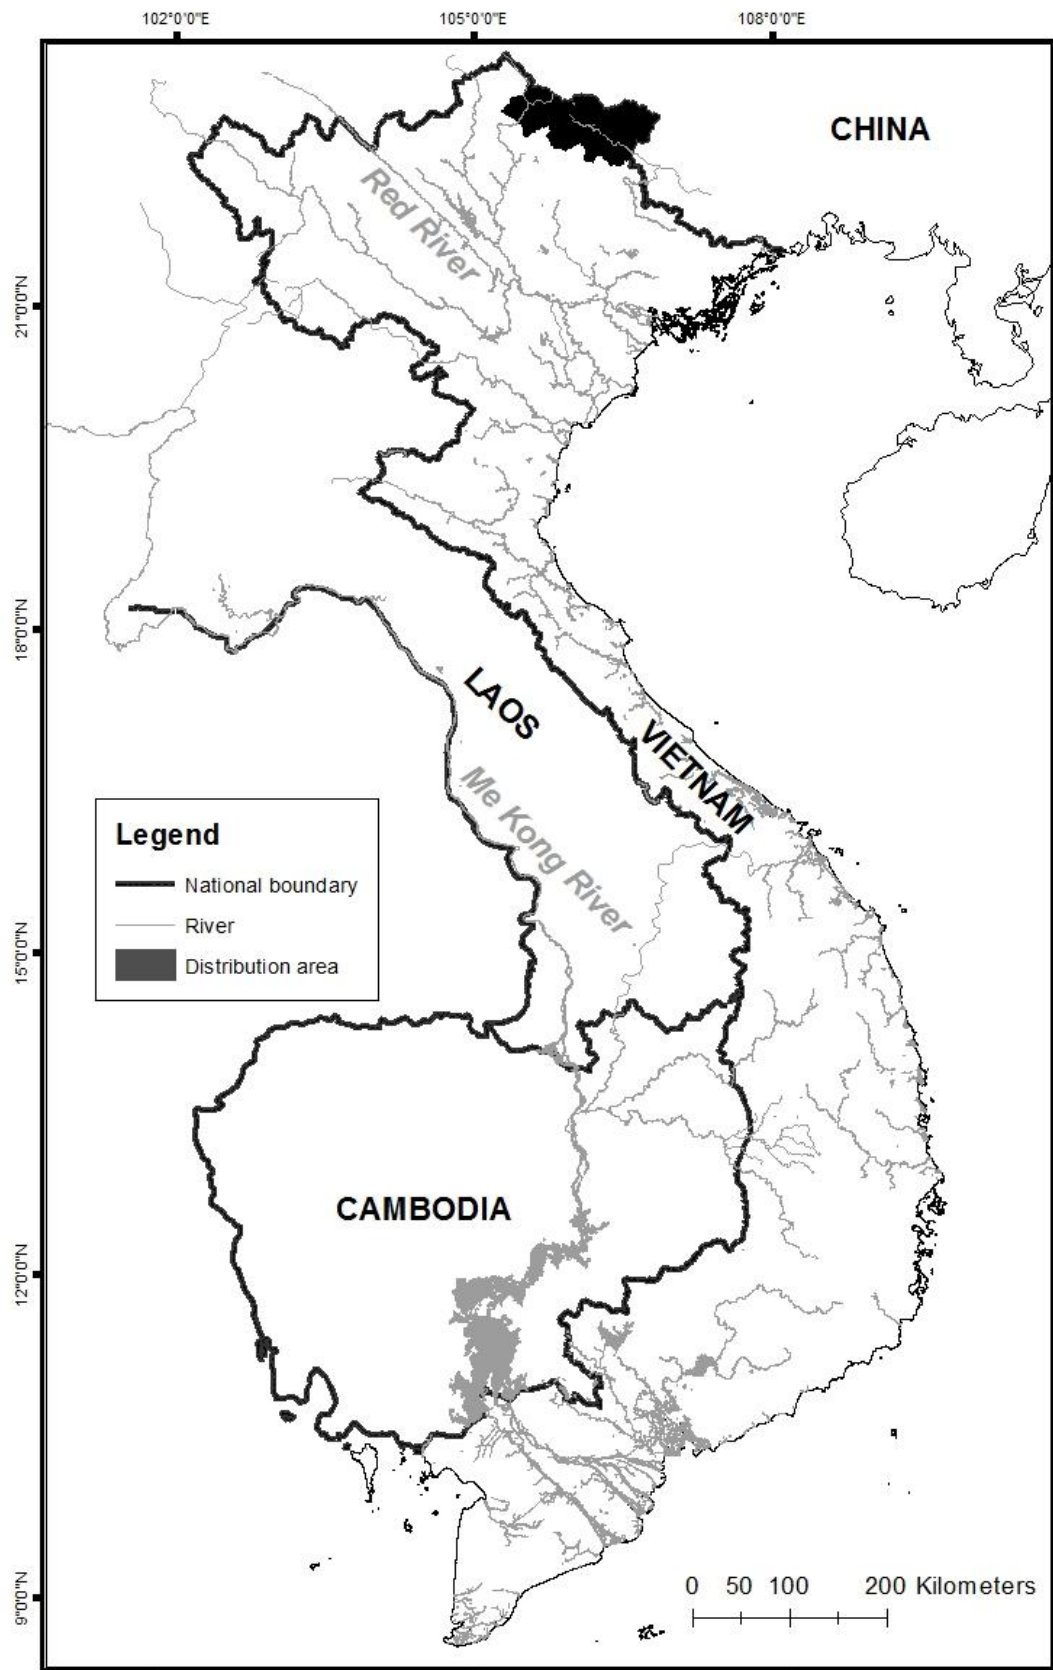 102°0'0"E
105°0'0"E
108°0'0"E
CHINA
Red River
21°0'0"N
18°0'0"N
LAOS
VIETNAM
Me Kong River
Legend
National boundary
River
Distribution area
15°0'0"N
CAMBODIA
12°0'0"N
9°0'0"N
0 50 100 200 Kilometers